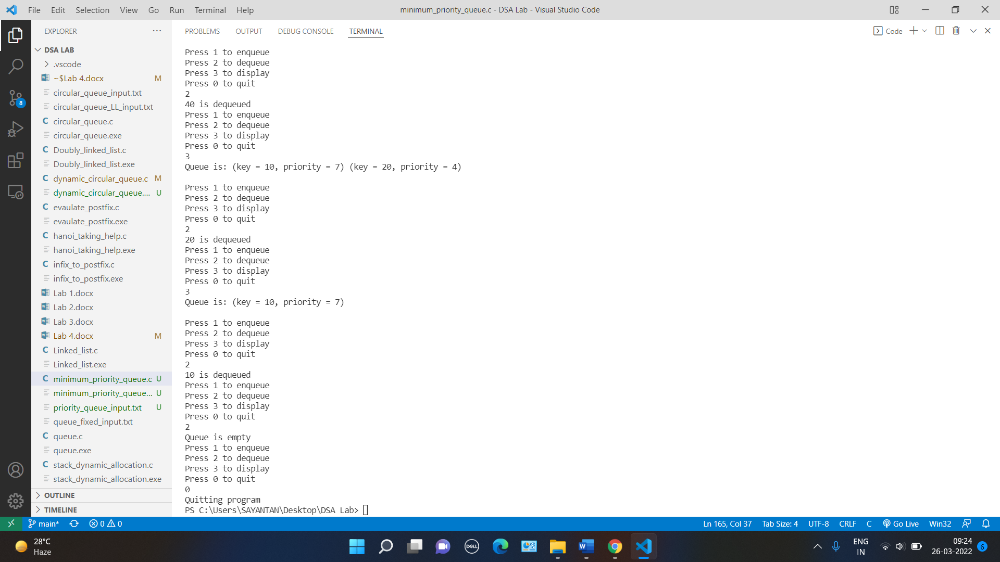 File Edit Selection View Go Run Terminal Help
minimum_priority_queue.c - DSA Lab - Visual Studio Code
EXPLORER
DSA LAB
.vscode
~$Lab 4.docx M
circular_queue_input.txt
circular_queue_LL_input.txt
circular_queue.c
circular_queue.exe
Doubly_linked_list.c
Doubly_linked_list.exe
dynamic_circular_queue.c M
dynamic_circular_queue.... U
evaulate_postfix.c
evaulate_postfix.exe
hanoi_taking_help.c
hanoi_taking_help.exe
infix_to_postfix.c
infix_to_postfix.exe
Lab 1.docx
Lab 2.docx
Lab 3.docx
Lab 4.docx M
Linked_list.c
Linked_list.exe
minimum_priority_queue.c U
minimum_priority_queue... U
priority_queue_input.txt U
queue_fixed_input.txt
queue.c
queue.exe
stack_dynamic_allocation.c
stack_dynamic_allocation.exe
OUTLINE
TIMELINE
8
PROBLEMS OUTPUT DEBUG CONSOLE TERMINAL
Code
Press 1 to enqueue
Press 2 to dequeue
Press 3 to display
Press 0 to quit
2
40 is dequeued
Press 1 to enqueue
Press 2 to dequeue
Press 3 to display
Press 0 to quit
3
Queue is: (key = 10, priority = 7) (key = 20, priority = 4)
Press 1 to enqueue
Press 2 to dequeue
Press 3 to display
Press 0 to quit
2
20 is dequeued
Press 1 to enqueue
Press 2 to dequeue
Press 3 to display
Press 0 to quit
3
Queue is: (key = 10, priority = 7)
Press 1 to enqueue
Press 2 to dequeue
Press 3 to display
Press 0 to quit
2
10 is dequeued
Press 1 to enqueue
Press 2 to dequeue
Press 3 to display
Press 0 to quit
2
Queue is empty
Press 1 to enqueue
Press 2 to dequeue
Press 3 to display
Press 0 to quit
0
Quitting program
PS C:\Users\SAYANTAN\Desktop\DSA Lab>
main* 0 0
Ln 165, Col 37 Tab Size: 4 UTF-8 CRLF C Go Live Win32
28°C
Haze
DELL
ENG
IN
09:24
26-03-2022
6